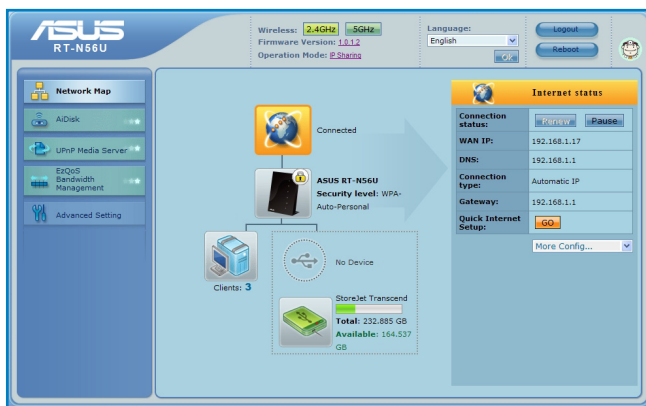 ASUS
RT-N56U
Wireless: 2.4GHz 5GHz
Firmware Version: 1.0.1.2
Operation Mode: IP Sharing
Language:
English
OK
Logout
Reboot
Network Map
AiDisk
UPnP Media Server
EzQoS
Bandwidth
Management
Advanced Setting
Connected
ASUS RT-N56U
Security level: WPA-
Auto-Personal
Clients: 3
No Device
StoreJet Transcend
Total: 232.885 GB
Available: 164.537
GB
Internet status
Connection
status:
Renew Pause
WAN IP: 192.168.1.17
DNS: 192.168.1.1
Connection
type: Automatic IP
Gateway: 192.168.1.1
Quick Internet
Setup: GO
More Config...